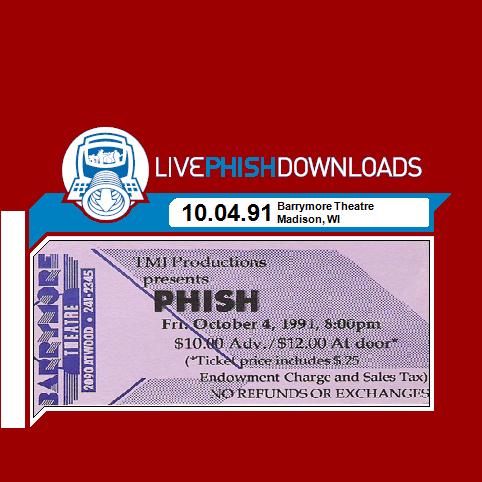 LIVEPHISHDOWNLOADS
10.04.91
Barrymore Theatre
Madison, WI
BARRYMORE
THEATRE
2090 ATWOOD • 241-2345
TMJ Productions
presents
PHISH
Fri, October 4, 1991, 8:00pm
$10.00 Adv./$12.00 At door*
(*Ticket price includes $.25
Endowment Charge and Sales Tax)
NO REFUNDS OR EXCHANGES